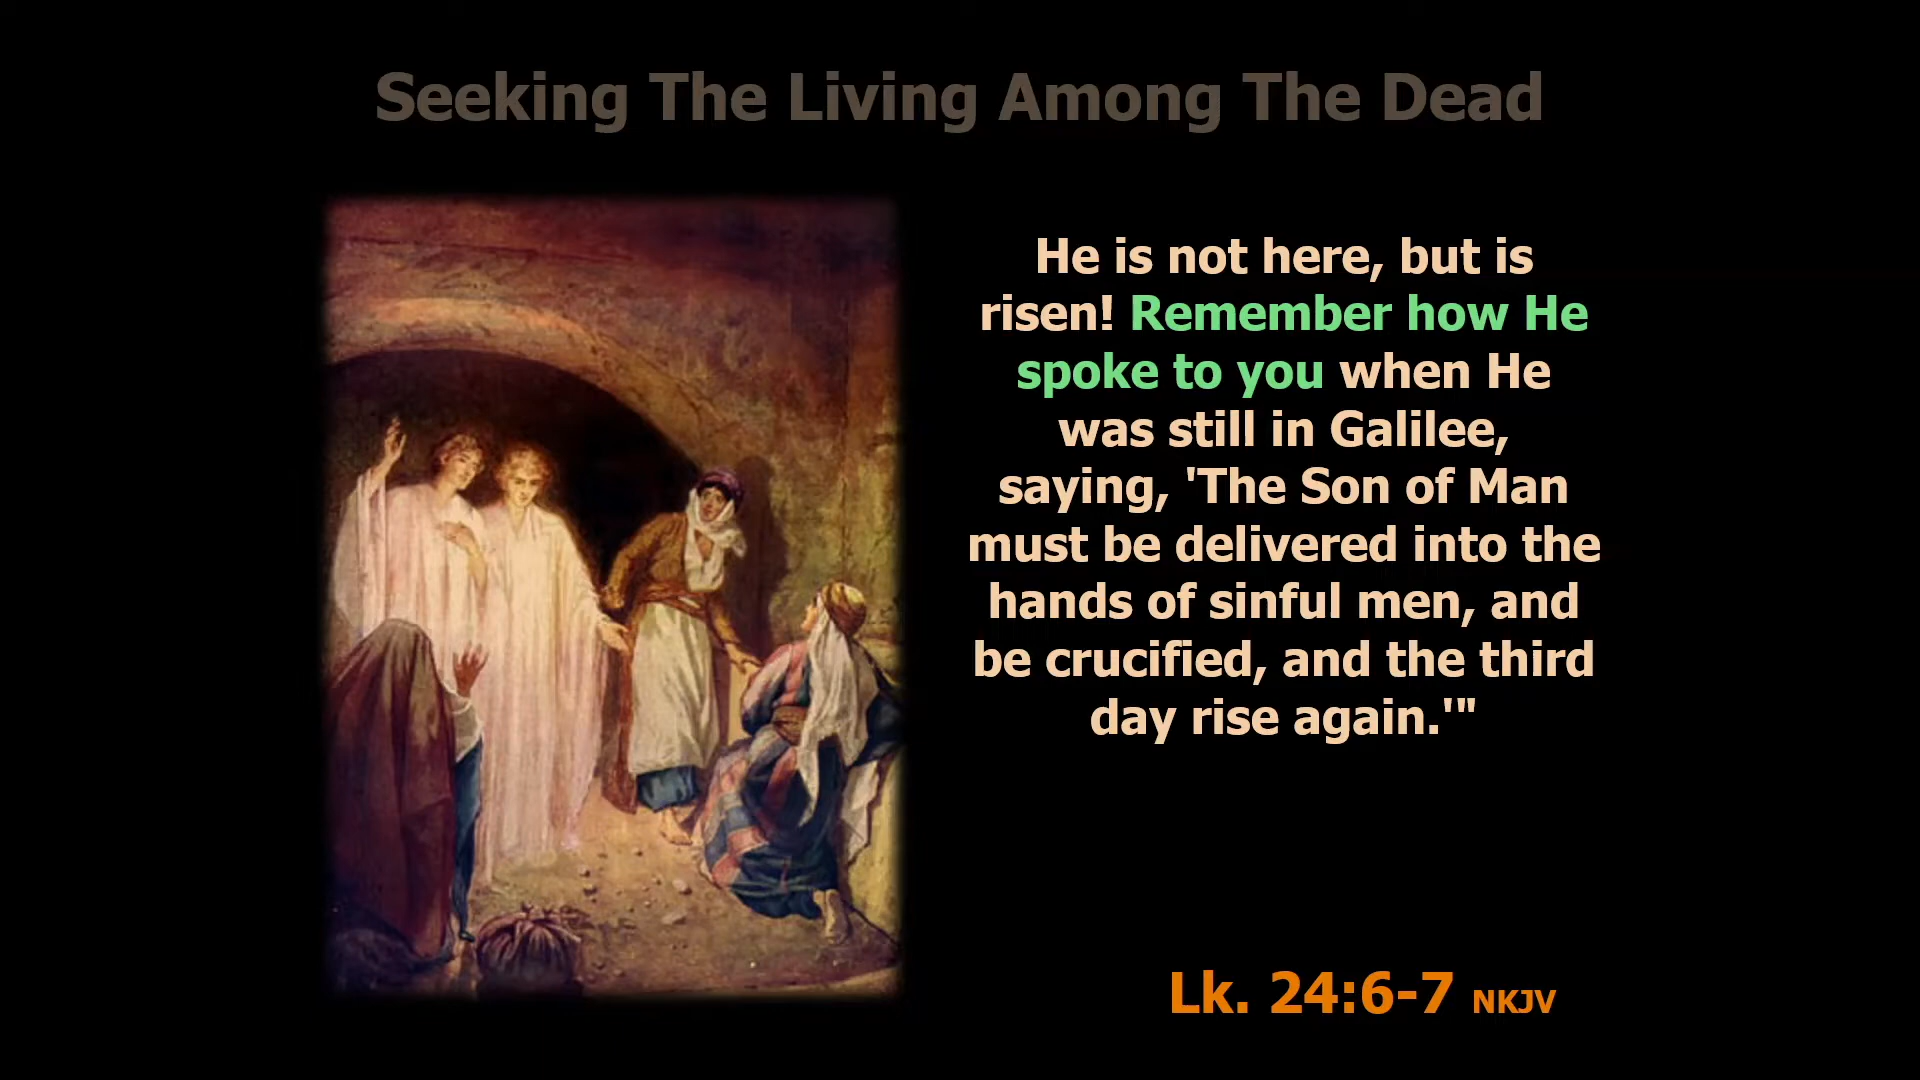 Seeking The Living Among The Dead
He is not here, but is
risen! Remember how He
spoke to you when He
was still in Galilee,
saying, 'The Son of Man
must be delivered into the
hands of sinful men, and
be crucified, and the third
day rise again.'"
Lk. 24:6-7 NKJV